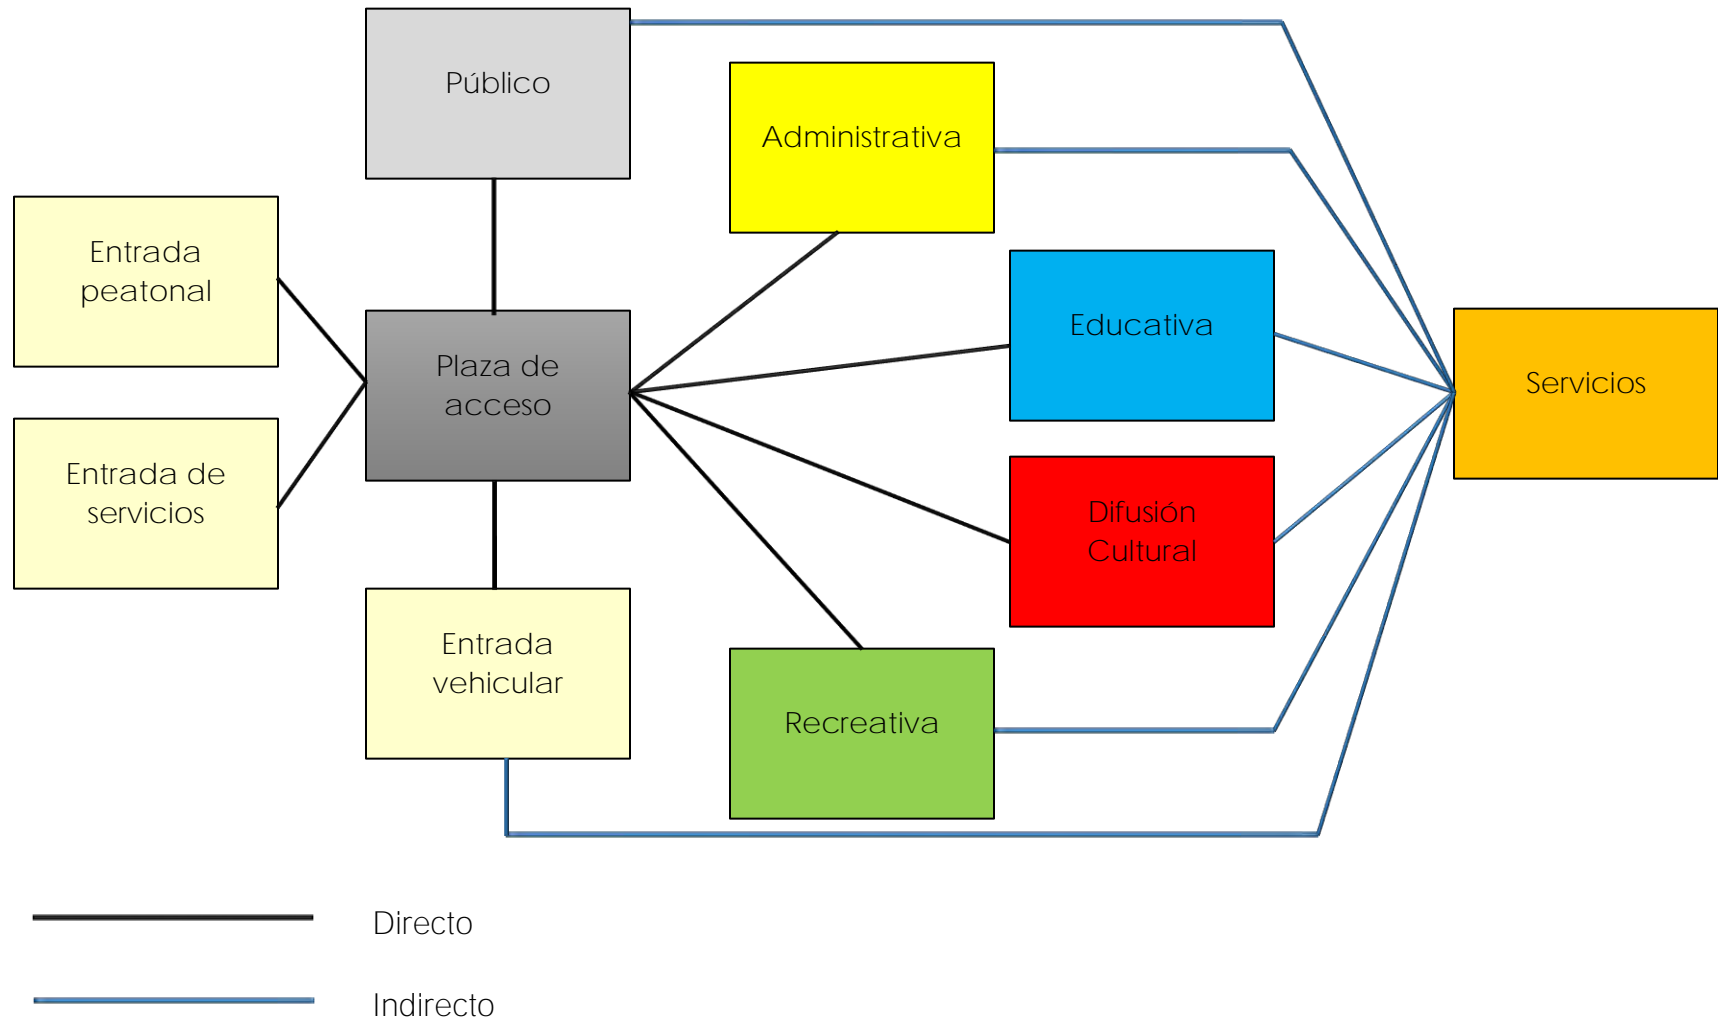 Público
Administrativa
Entrada
peatonal
Educativa
Plaza de
acceso
Servicios
Entrada de
servicios
Difusión
Cultural
Entrada
vehicular
Recreativa
Directo
Indirecto